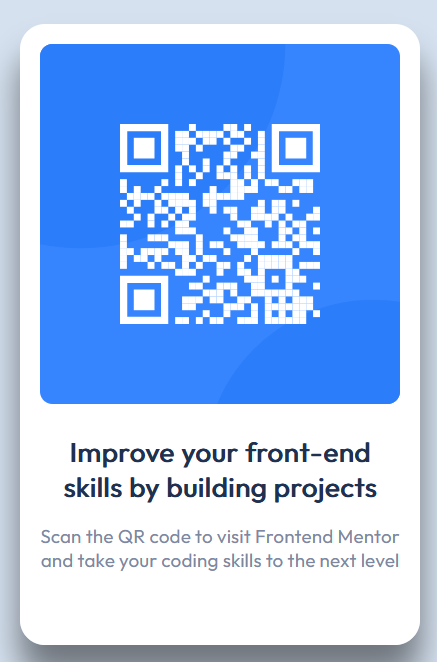 Improve your front-end
skills by building projects
Scan the QR code to visit Frontend Mentor
and take your coding skills to the next level